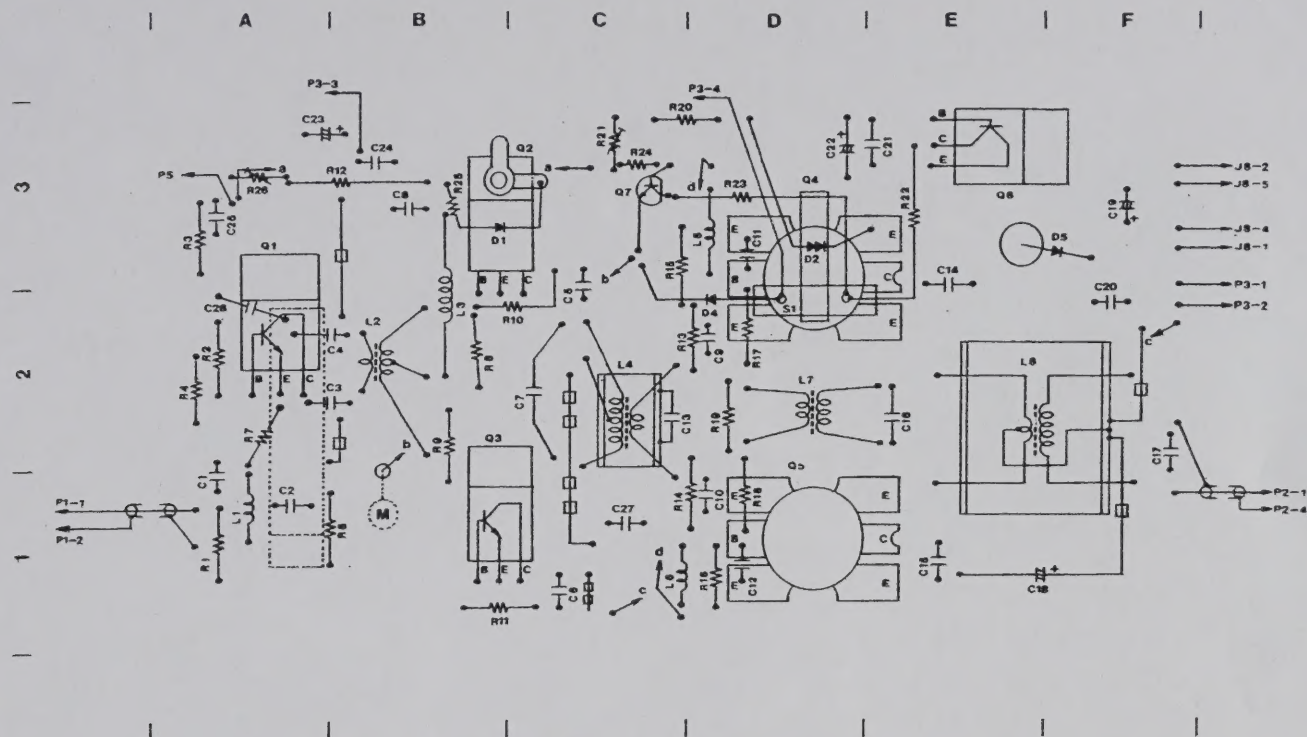 A B C D E F
P3-3 P3-4
R20
C23 + B
R21 C22 + C21 C
C24 Q2 R24 E
a
P5 a R12 J8-2
3 R26 R25 Q7 d R23 Q4 R22 Q6 3 J8-5
C8 C19 +
C25 L5 E C11 E
R3 D1 D5 J8-4
Q1 R15 D2 J8-1
b B C C14
B E C C5 P3-1
C28 L3 D4 S1 C20 P3-2
L2 R10
R13 C9 E R17 E
C4 R8
R2 L4 L8 c
2 R4 L7
B E C C3 C7
R19 C16
C13
R7 b R9 C17
Q3 Q5
C1
P1-1 L1 C2 M R14 C10 E R18 E P2-1
P1-2 R6 C27 P2-4
1 R1 B C
C15
B E C d L6 C12 E E
C6 R16 C18 +
R11 c